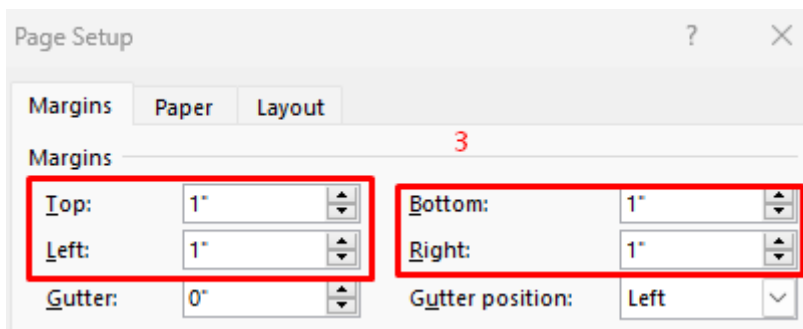 Page Setup ? ×
Margins Paper Layout
3
Margins
Top: 1" Bottom: 1"
Left: 1" Right: 1"
Gutter: 0" Gutter position: Left